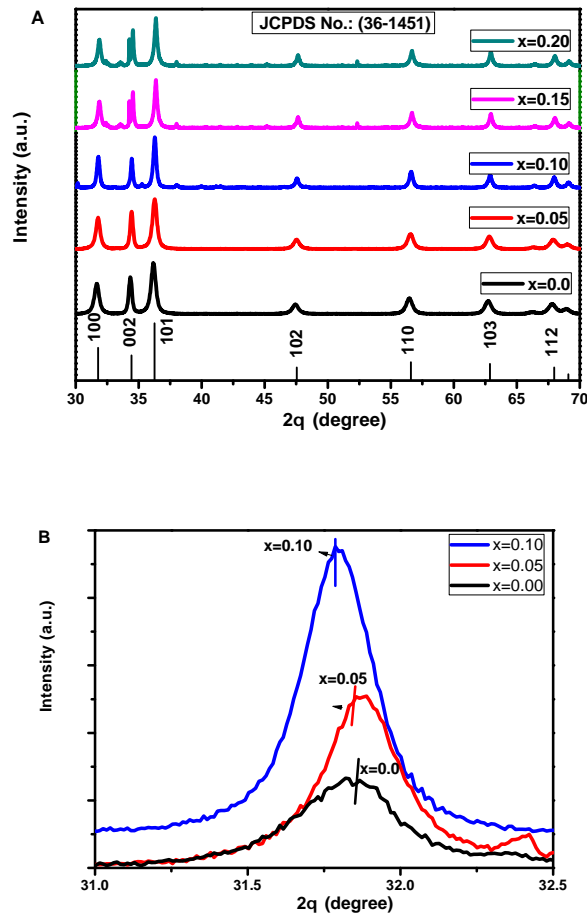 A
JCPDS No.: (36-1451)
x=0.20
x=0.15
x=0.10
x=0.05
x=0.0
Intensity (a.u.)
100
002
101
102
110
103
112
30 35 40 45 50 55 60 65 70
2q (degree)
B
x=0.10
x=0.10
x=0.05
x=0.00
x=0.05
x=0.0
Intensity (a.u.)
31.0 31.5 32.0 32.5
2q (degree)